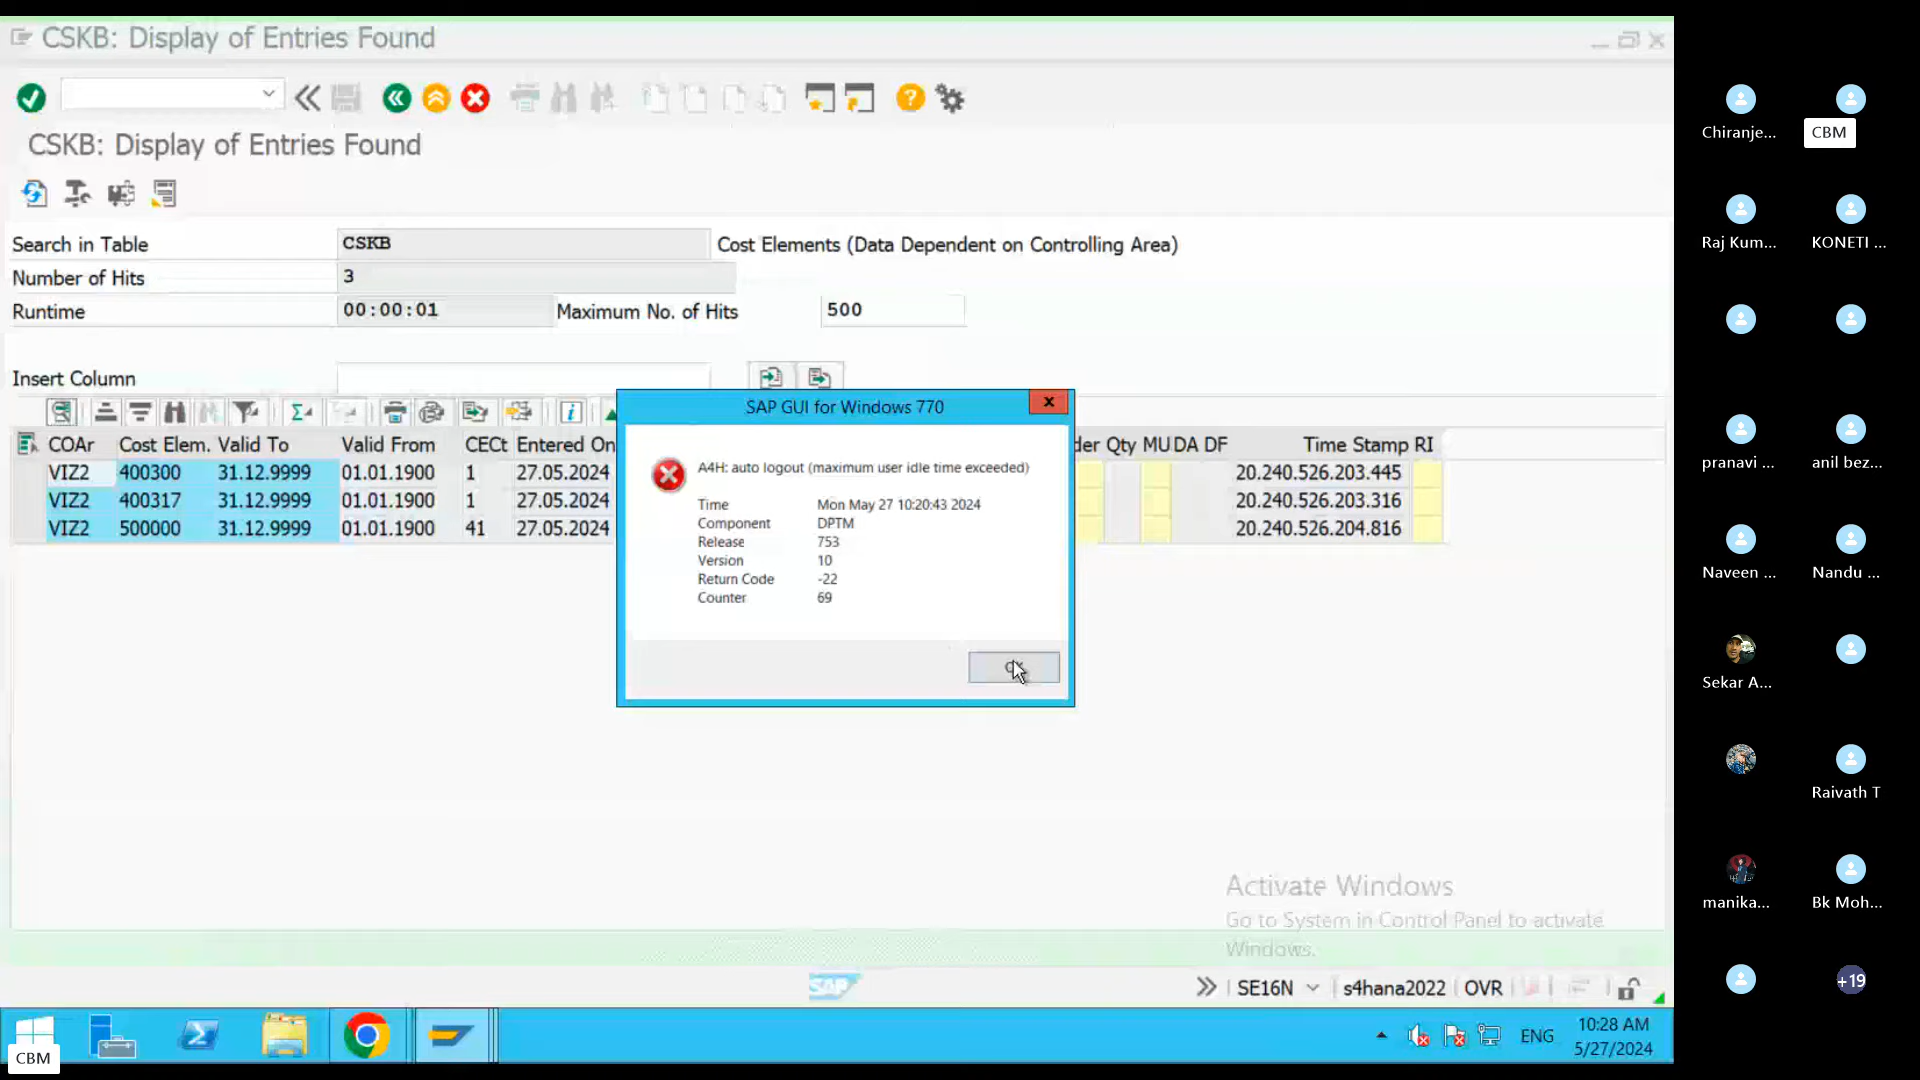 CSKB: Display of Entries Found
CSKB: Display of Entries Found
Search in Table CSKB Cost Elements (Data Dependent on Controlling Area)
Number of Hits 3
Runtime 00:00:01 Maximum No. of Hits 500
Insert Column
COAr Cost Elem. Valid To Valid From CECt Entered On der Qty MU DA DF Time Stamp RI
VIZ2 400300 31.12.9999 01.01.1900 1 27.05.2024 20.240.526.203.445
VIZ2 400317 31.12.9999 01.01.1900 1 27.05.2024 20.240.526.203.316
VIZ2 500000 31.12.9999 01.01.1900 41 27.05.2024 20.240.526.204.816
SAP GUI for Windows 770
A4H: auto logout (maximum user idle time exceeded)
Time Mon May 27 10:20:43 2024
Component DPTM
Release 753
Version 10
Return Code -22
Counter 69
Activate Windows
Go to System in Control Panel to activate
Windows.
SAP SE16N s4hana2022 OVR
ENG 10:28 AM
5/27/2024
CBM
Chiranje... CBM
Raj Kum... KONETI ...
pranavi ... anil bez...
Naveen ... Nandu ...
Sekar A...
Raivath T
manika... Bk Moh...
+19